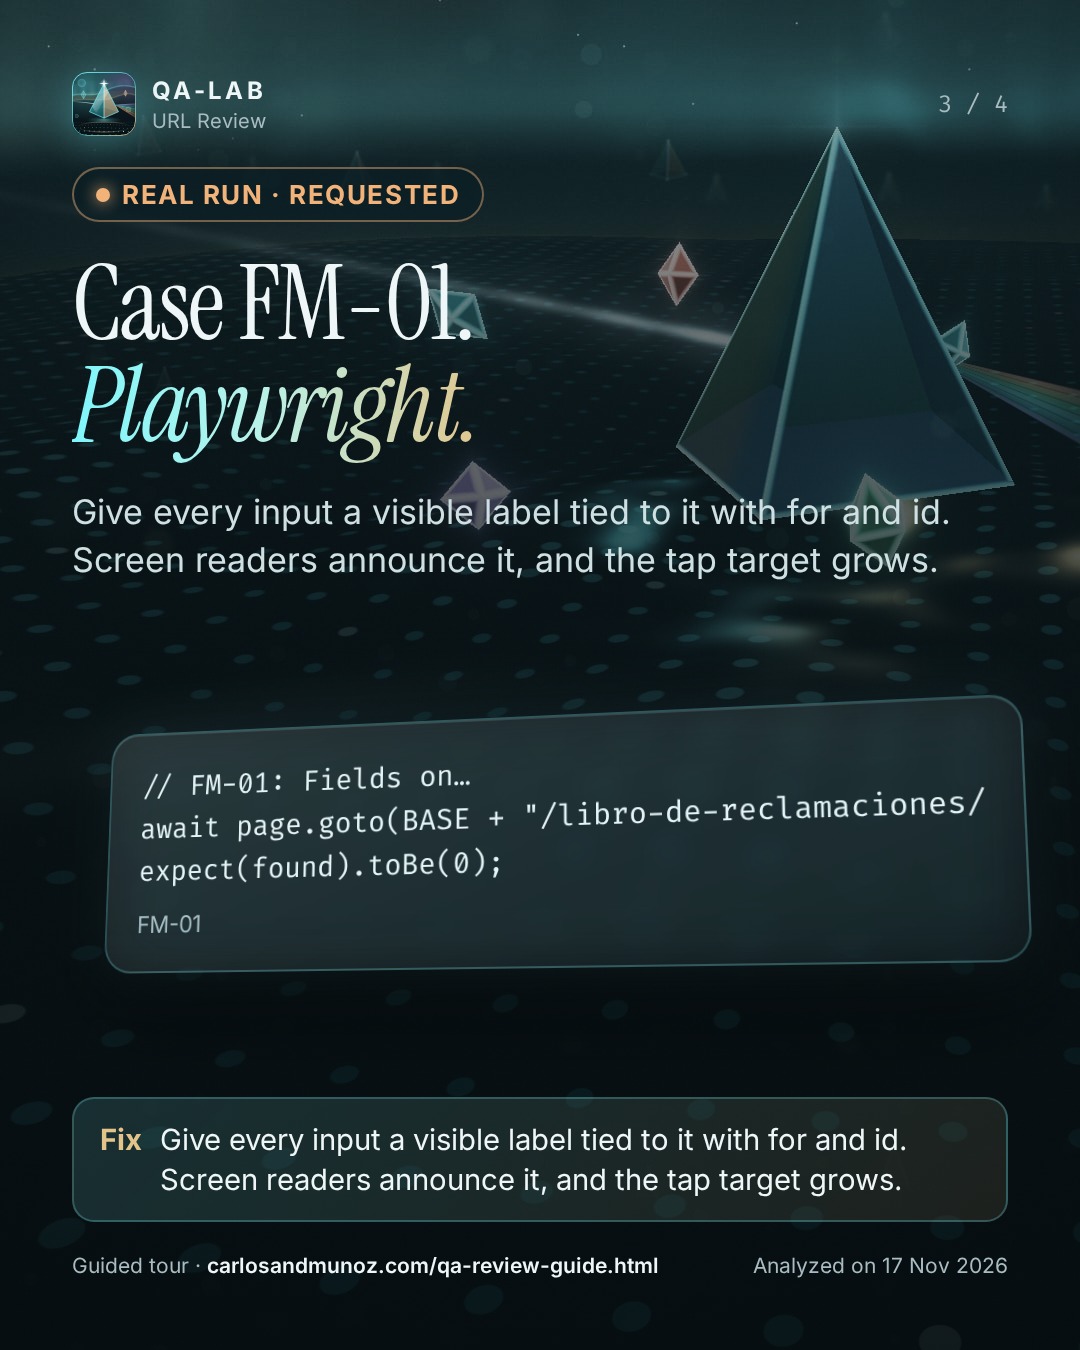 QA-LAB
URL Review
3 / 4
REAL RUN · REQUESTED
Case FM-01.
Playwright.
Give every input a visible label tied to it with for and id.
Screen readers announce it, and the tap target grows.
// FM-01: Fields on…
await page.goto(BASE + "/libro-de-reclamaciones/
expect(found).toBe(0);
FM-01
Fix Give every input a visible label tied to it with for and id.
Screen readers announce it, and the tap target grows.
Guided tour · carlosandmunoz.com/qa-review-guide.html
Analyzed on 17 Nov 2026